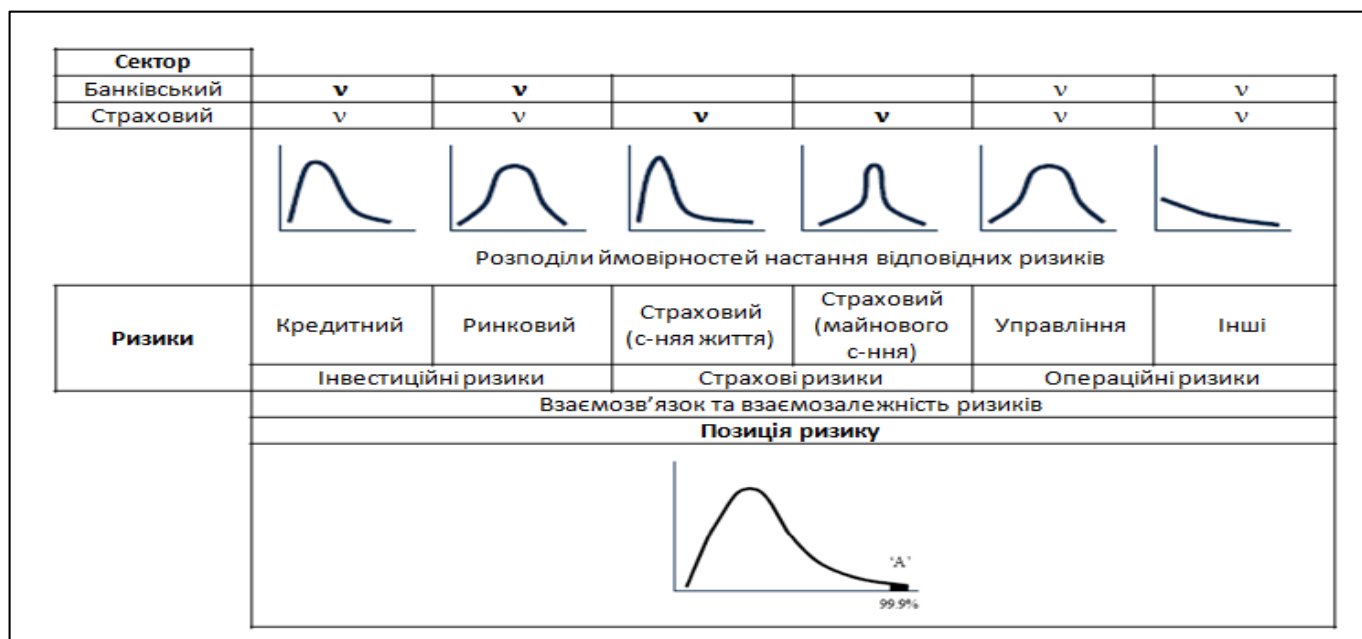 Сектор
Банківський ν ν ν ν
Страховий ν ν ν ν ν ν
Розподіли ймовірностей настання відповідних ризиків
Ризики
Кредитний
Ринковий
Страховий
(с-няя життя)
Страховий
(майнового
с-ння)
Управління
Інші
Інвестиційні ризики
Страхові ризики
Операційні ризики
Взаємозв'язок та взаємозалежність ризиків
Позиція ризику
'A'
99.9%